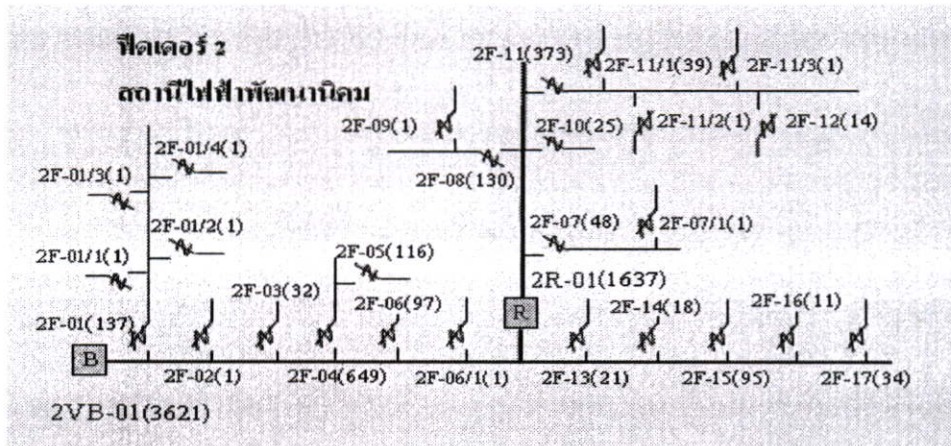 ฟีดเดอร์ 2
สถานีไฟฟ้าพัฒนานิคม
2F-11(373)
2F-11/1(39)
2F-11/3(1)
2F-09(1)
2F-10(25)
2F-11/2(1)
2F-12(14)
2F-01/4(1)
2F-01/3(1)
2F-08(130)
2F-01/2(1)
2F-07(48)
2F-07/1(1)
2F-01/1(1)
2F-05(116)
2F-03(32)
2R-01(1637)
2F-06(97)
R
2F-14(18)
2F-16(11)
2F-01(137)
B
2F-02(1)
2F-04(649)
2F-06/1(1)
2F-13(21)
2F-15(95)
2F-17(34)
2VB-01(3621)